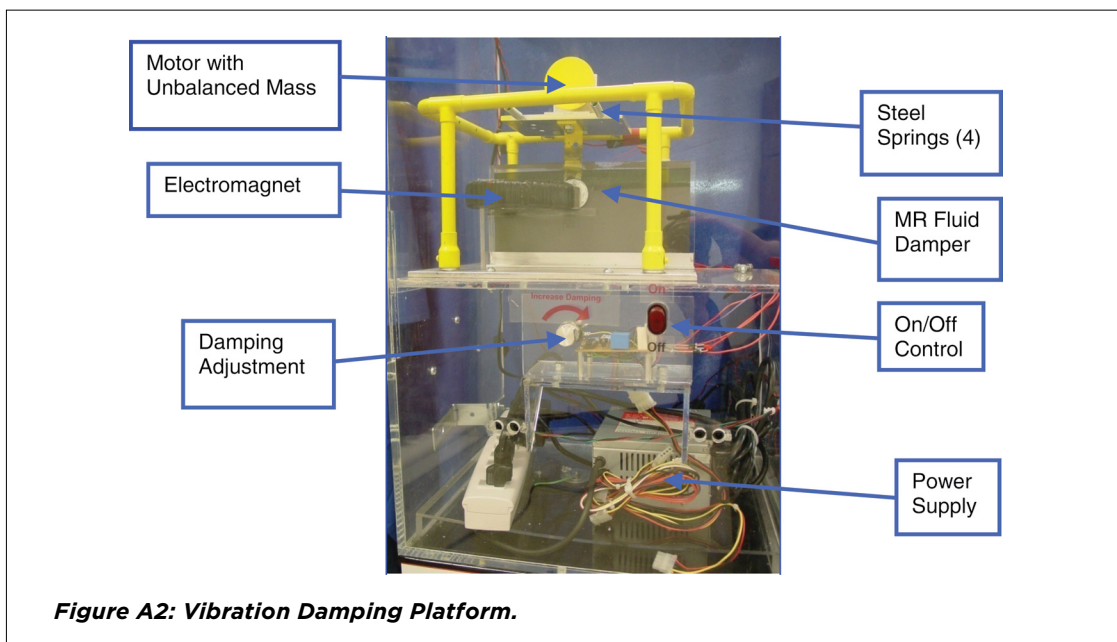 Motor with
Unbalanced Mass
Steel
Springs (4)
Electromagnet
MR Fluid
Damper
On
Increase Damping
Off
Damping
Adjustment
On/Off
Control
Power
Supply
Figure A2: Vibration Damping Platform.